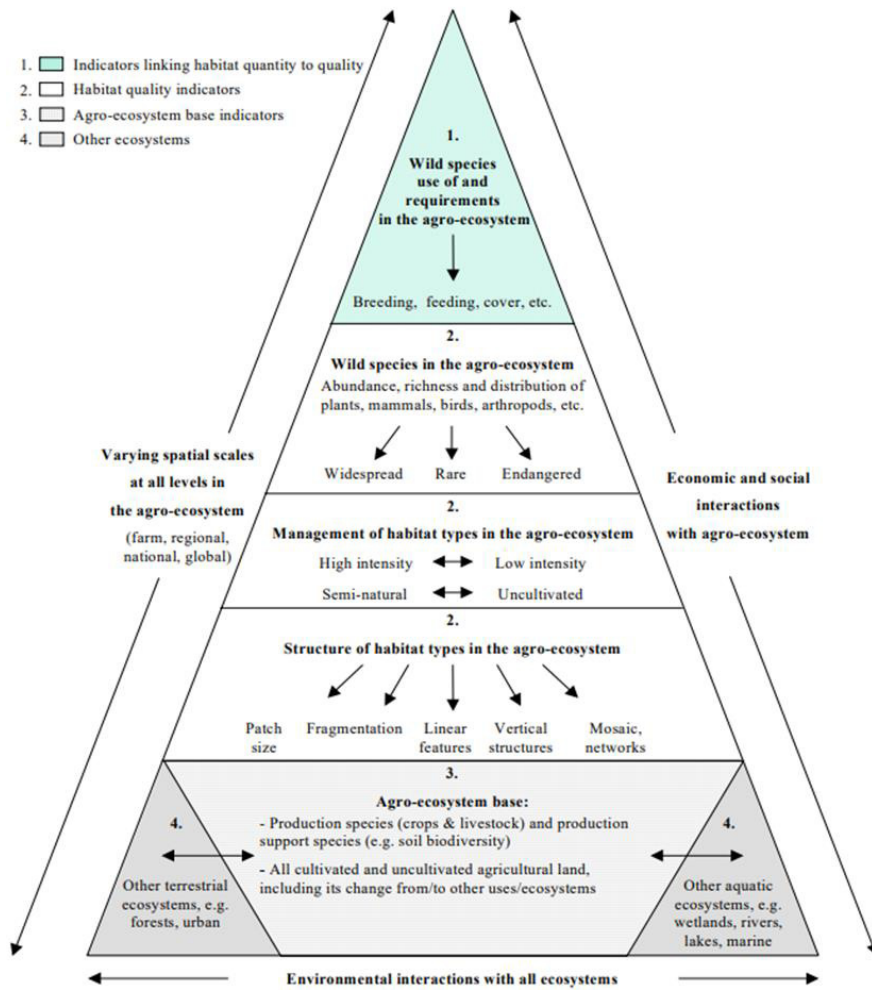 1. Indicators linking habitat quantity to quality
2. Habitat quality indicators
3. Agro-ecosystem base indicators
4. Other ecosystems
1.
Wild species
use of and
requirements
in the agro-ecosystem
Breeding, feeding, cover, etc.
2.
Wild species in the agro-ecosystem
Abundance, richness and distribution of
plants, mammals, birds, arthropods, etc.
Widespread Rare Endangered
Varying spatial scales
at all levels in
the agro-ecosystem
(farm, regional,
national, global)
Economic and social
interactions
with agro-ecosystem
2.
Management of habitat types in the agro-ecosystem
High intensity Low intensity
Semi-natural Uncultivated
2.
Structure of habitat types in the agro-ecosystem
Patch
size
Fragmentation
Linear
features
Vertical
structures
Mosaic,
networks
3.
Agro-ecosystem base:
- Production species (crops & livestock) and production
support species (e.g. soil biodiversity)
- All cultivated and uncultivated agricultural land,
including its change from/to other uses/ecosystems
4.
Other terrestrial
ecosystems, e.g.
forests, urban
4.
Other aquatic
ecosystems, e.g.
wetlands, rivers,
lakes, marine
Environmental interactions with all ecosystems